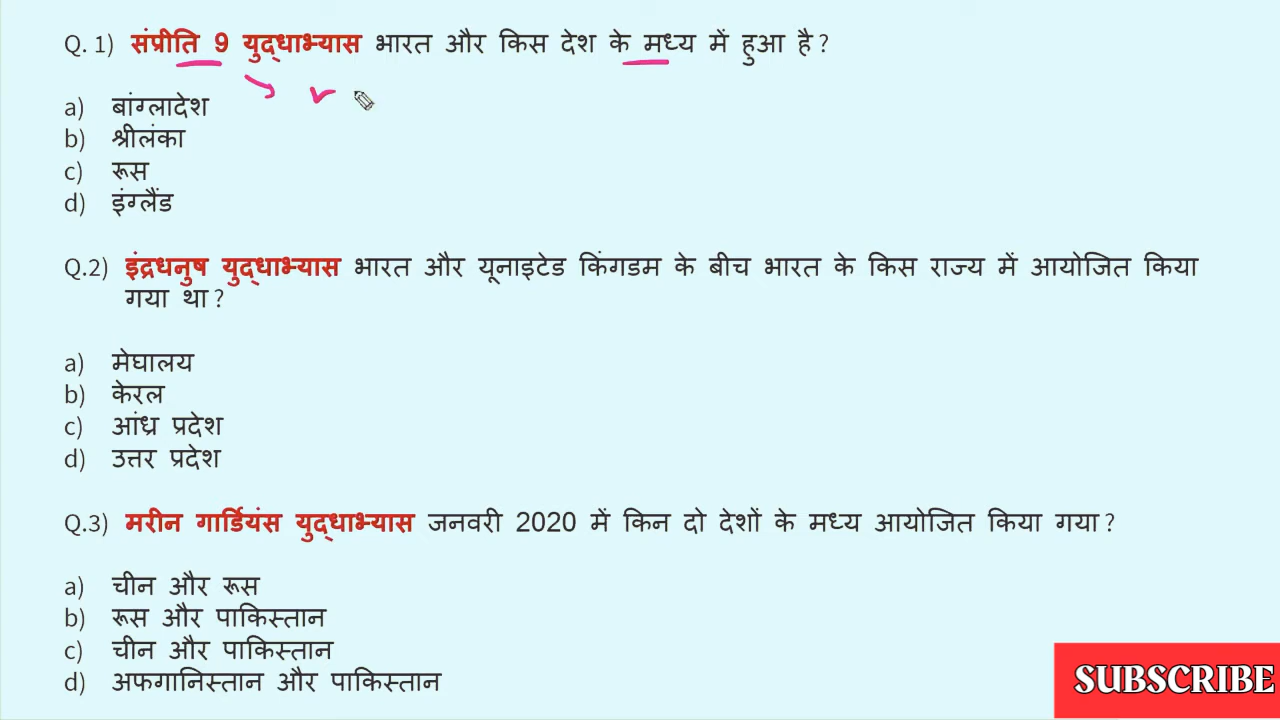 Q. 1) संप्रीति 9 युद्धाभ्यास भारत और किस देश के मध्य में हुआ है ?
a) बांग्लादेश
b) श्रीलंका
c) रूस
d) इंग्लैंड
Q.2) इंद्रधनुष युद्धाभ्यास भारत और यूनाइटेड किंगडम के बीच भारत के किस राज्य में आयोजित किया
गया था ?
a) मेघालय
b) केरल
c) आंध्र प्रदेश
d) उत्तर प्रदेश
Q.3) मरीन गार्डियंस युद्धाभ्यास जनवरी 2020 में किन दो देशों के मध्य आयोजित किया गया ?
a) चीन और रूस
b) रूस और पाकिस्तान
c) चीन और पाकिस्तान
d) अफगानिस्तान और पाकिस्तान
SUBSCRIBE